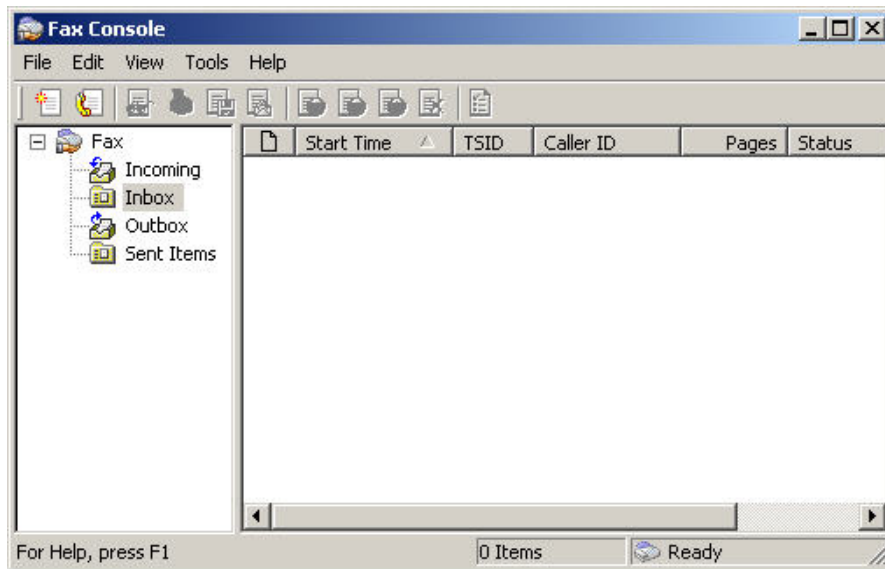 Fax Console
File Edit View Tools Help
Fax
Incoming
Inbox
Outbox
Sent Items
Start Time TSID Caller ID Pages Status
For Help, press F1 0 Items Ready